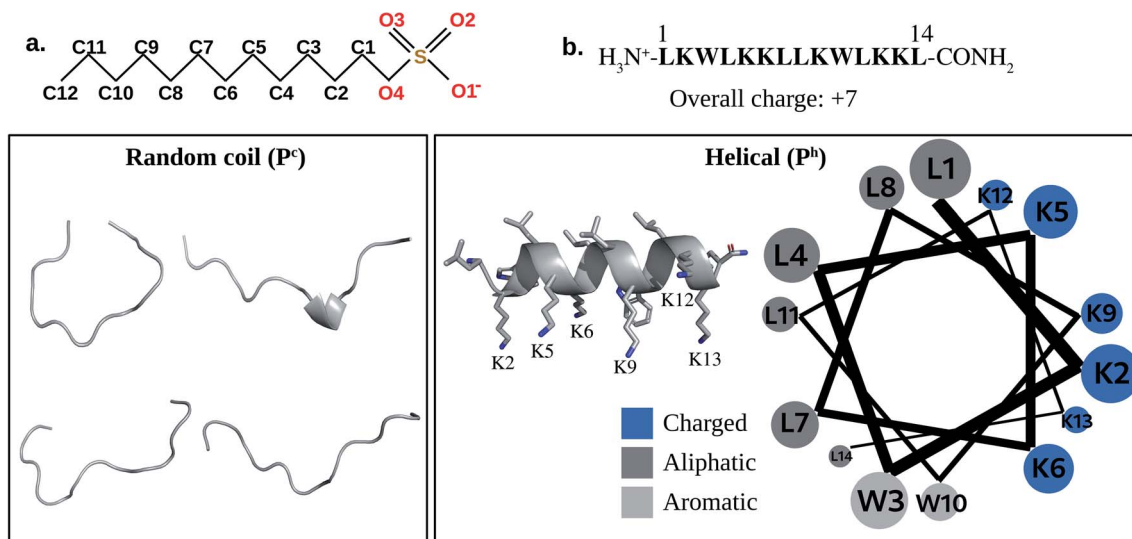 a.
O3 O2
C11 C9 C7 C5 C3 C1
S
C12 C10 C8 C6 C4 C2 O4 O1⁻
b.
1 14
H₃N⁺-LKWLKKLLKWLKKL-CONH₂
Overall charge: +7
Random coil (Pᶜ)
Helical (Pʰ)
K2
K5
K6
K9
K12
K13
Charged
Aliphatic
Aromatic
L1
K12
K5
L8
L4
L11
K9
K2
L7
K13
L14
K6
W3
W10